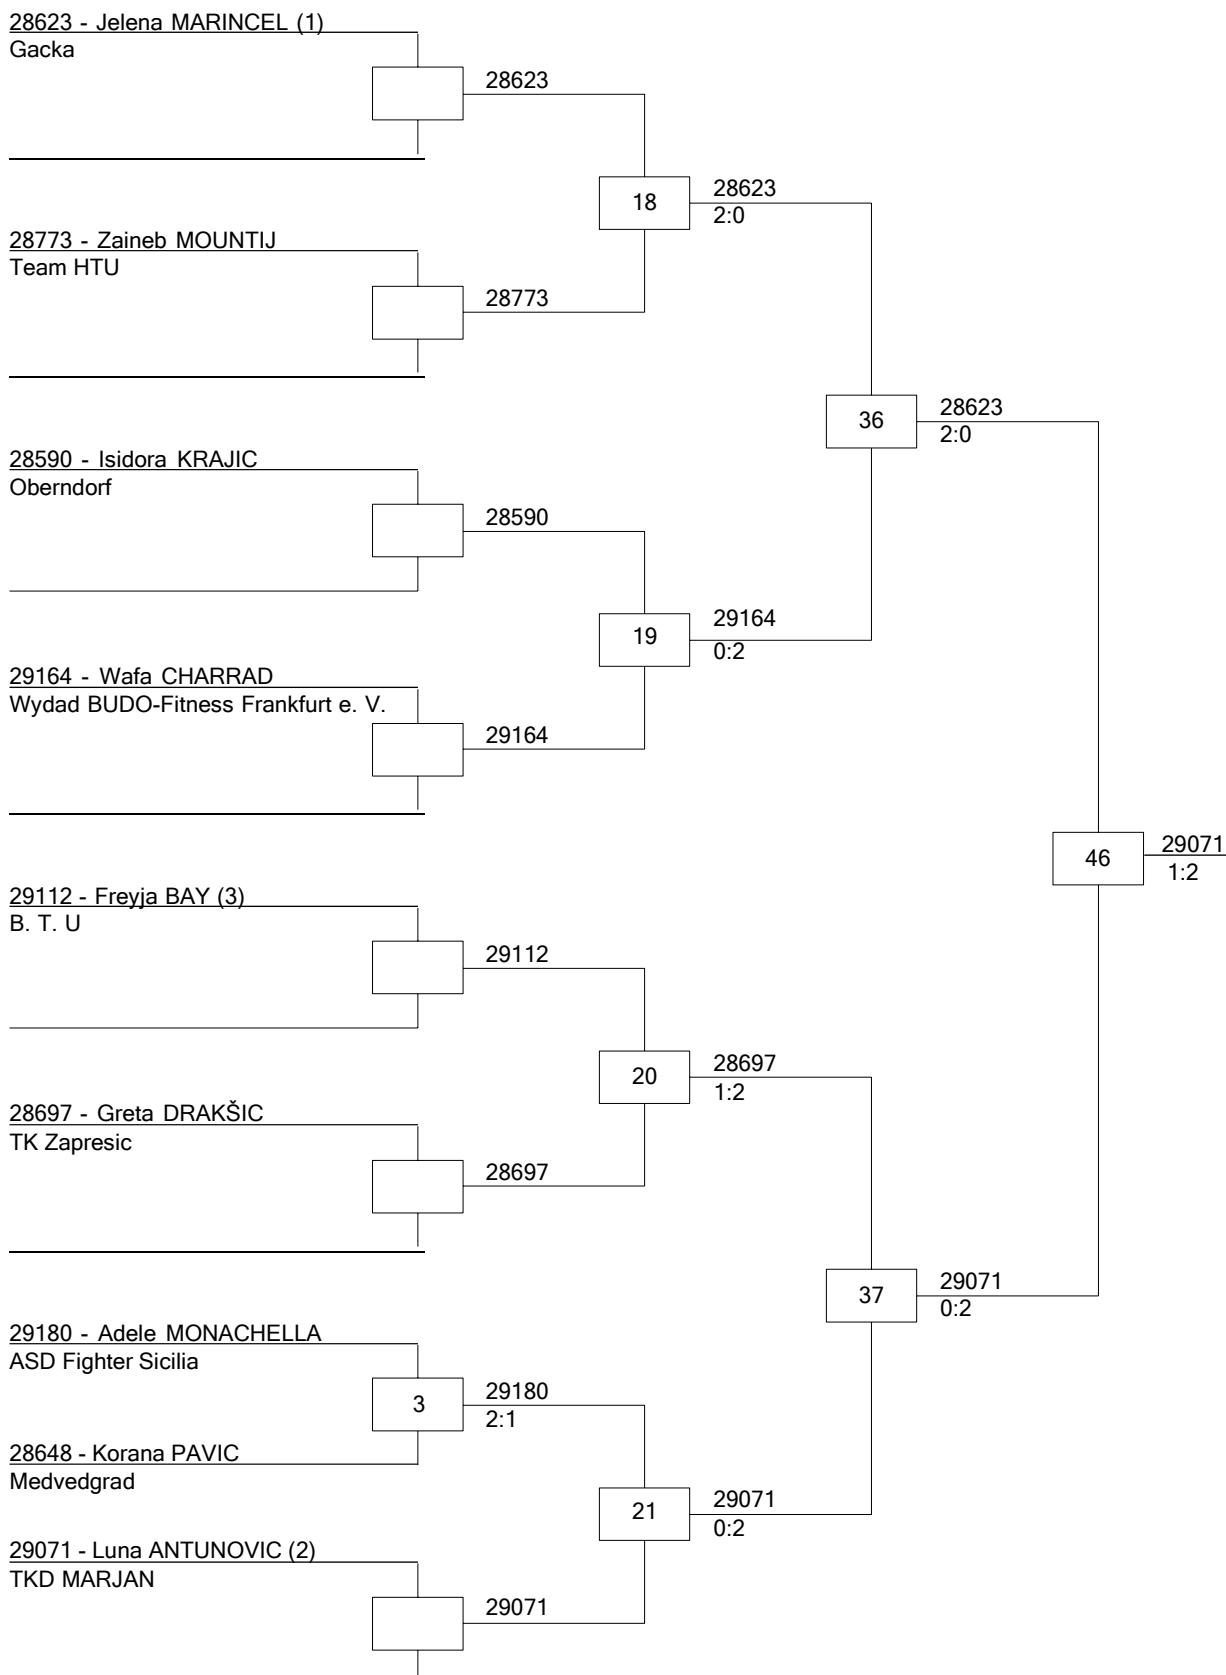 28623 - Jelena MARINCEL (1)
Gacka
28623
18
28623
2:0
28773 - Zaineb MOUNTIJ
Team HTU
28773
36
28623
2:0
28590 - Isidora KRAJIC
Oberndorf
28590
19
29164
0:2
29164 - Wafa CHARRAD
Wydad BUDO-Fitness Frankfurt e. V.
29164
46
29071
1:2
29112 - Freyja BAY (3)
B. T. U
29112
20
28697
1:2
28697 - Greta DRAKŠIC
TK Zapresic
28697
37
29071
0:2
29180 - Adele MONACHELLA
ASD Fighter Sicilia
3
29180
2:1
28648 - Korana PAVIC
Medvedgrad
21
29071
0:2
29071 - Luna ANTUNOVIC (2)
TKD MARJAN
29071